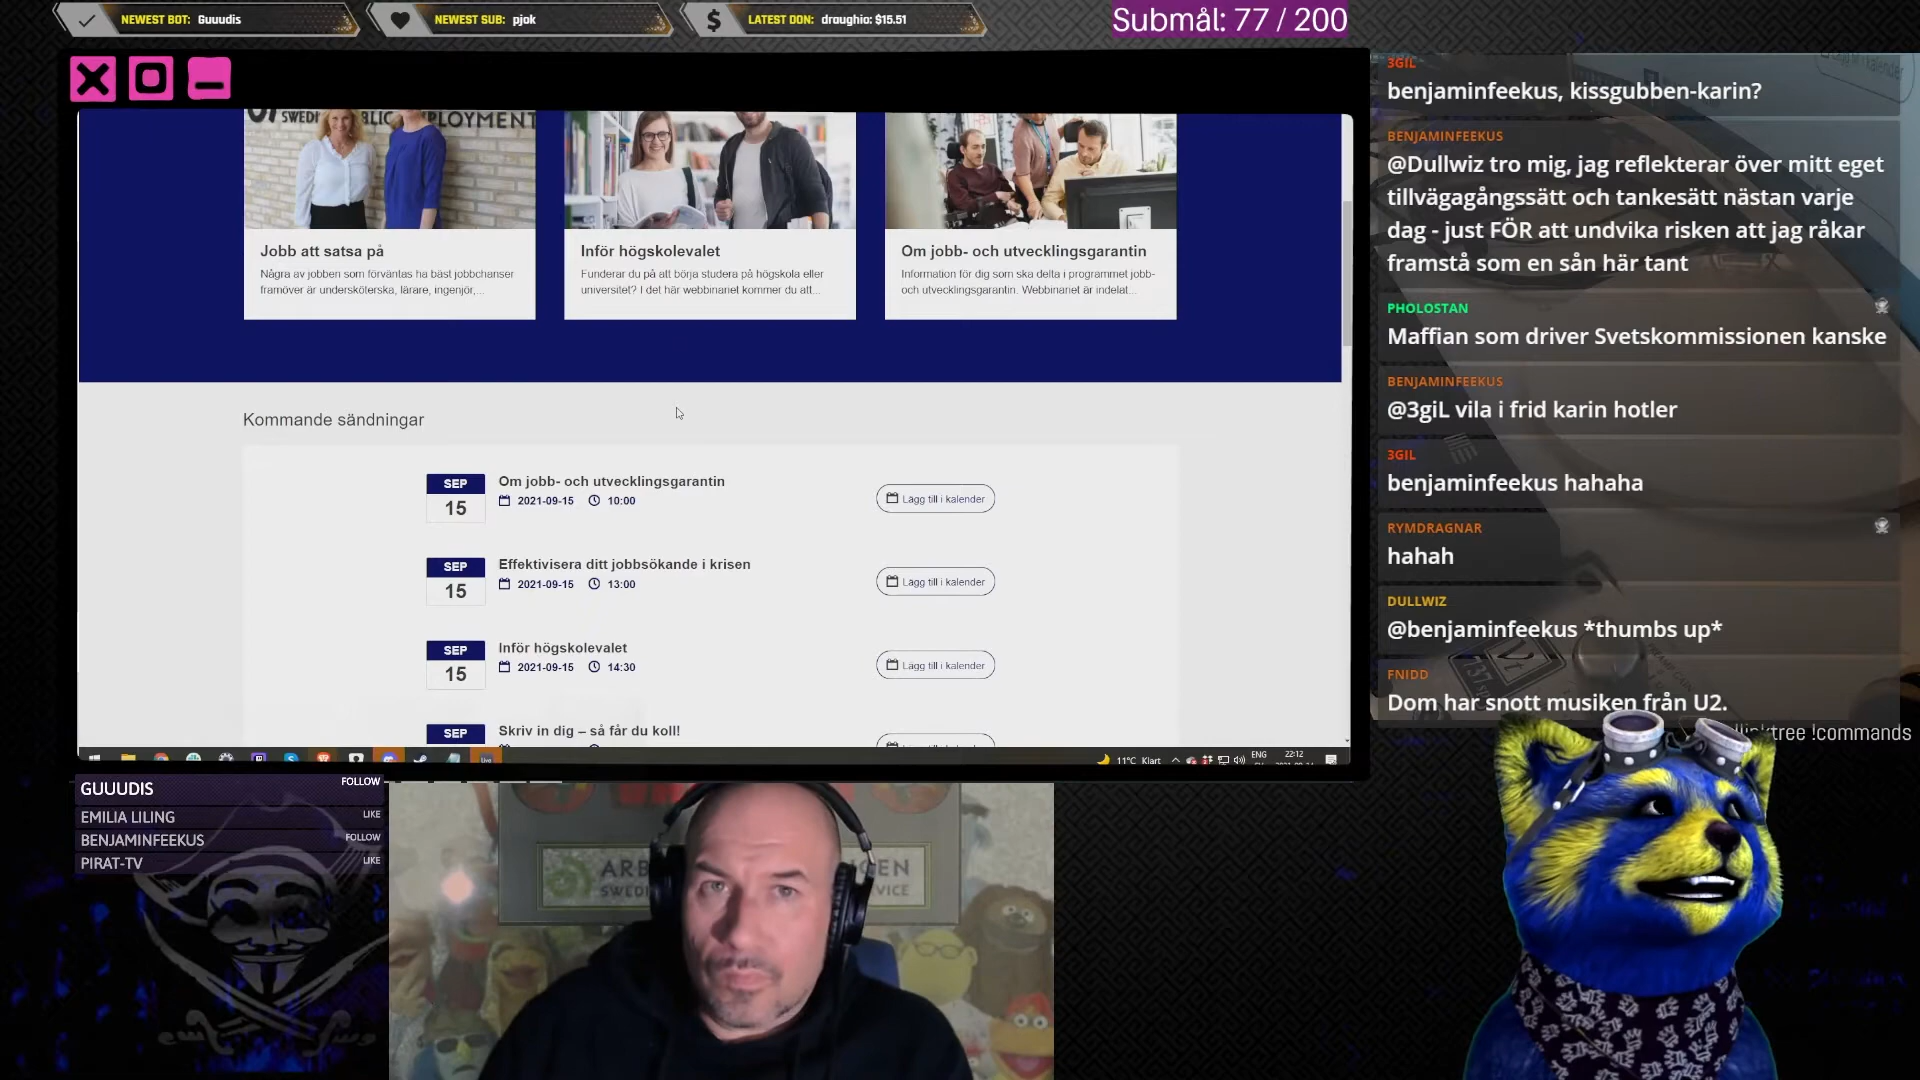 NEWEST BOT: Guuudis
NEWEST SUB: pjok
LATEST DON: draughio: $15.51
Submål: 77 / 200
SWEDI
EMPLOYMENT
Jobb att satsa på
Några av jobben som förväntas ha bäst jobbchanser
framöver är undersköterska, lärare, ingenjör,...
Inför högskolevalet
Funderar du på att börja studera på högskola eller
universitet? I det här webbinariet kommer du att...
Om jobb- och utvecklingsgarantin
Information för dig som ska delta i programmet jobb-
och utvecklingsgarantin. Webbinariet är indelat...
Kommande sändningar
SEP
15
Om jobb- och utvecklingsgarantin
2021-09-15 10:00
Lägg till i kalender
SEP
15
Effektivisera ditt jobbsökande i krisen
2021-09-15 13:00
Lägg till i kalender
SEP
15
Inför högskolevalet
2021-09-15 14:30
Lägg till i kalender
SEP
Skriv in dig – så får du koll!
11°C Klart
ENG
22:12
3GIL
benjaminfeekus, kissgubben-karin?
BENJAMINFEEKUS
@Dullwiz tro mig, jag reflekterar över mitt eget
tillvägagångssätt och tankesätt nästan varje
dag - just FÖR att undvika risken att jag råkar
framstå som en sån här tant
PHOLOSTAN
Maffian som driver Svetskommissionen kanske
BENJAMINFEEKUS
@3giL vila i frid karin hotler
3GIL
benjaminfeekus hahaha
RYMDRAGNAR
hahah
DULLWIZ
@benjaminfeekus *thumbs up*
FNIDD
Dom har snott musiken från U2.
!commands
GUUUDIS FOLLOW
EMILIA LILING LIKE
BENJAMINFEEKUS FOLLOW
PIRAT-TV LIKE